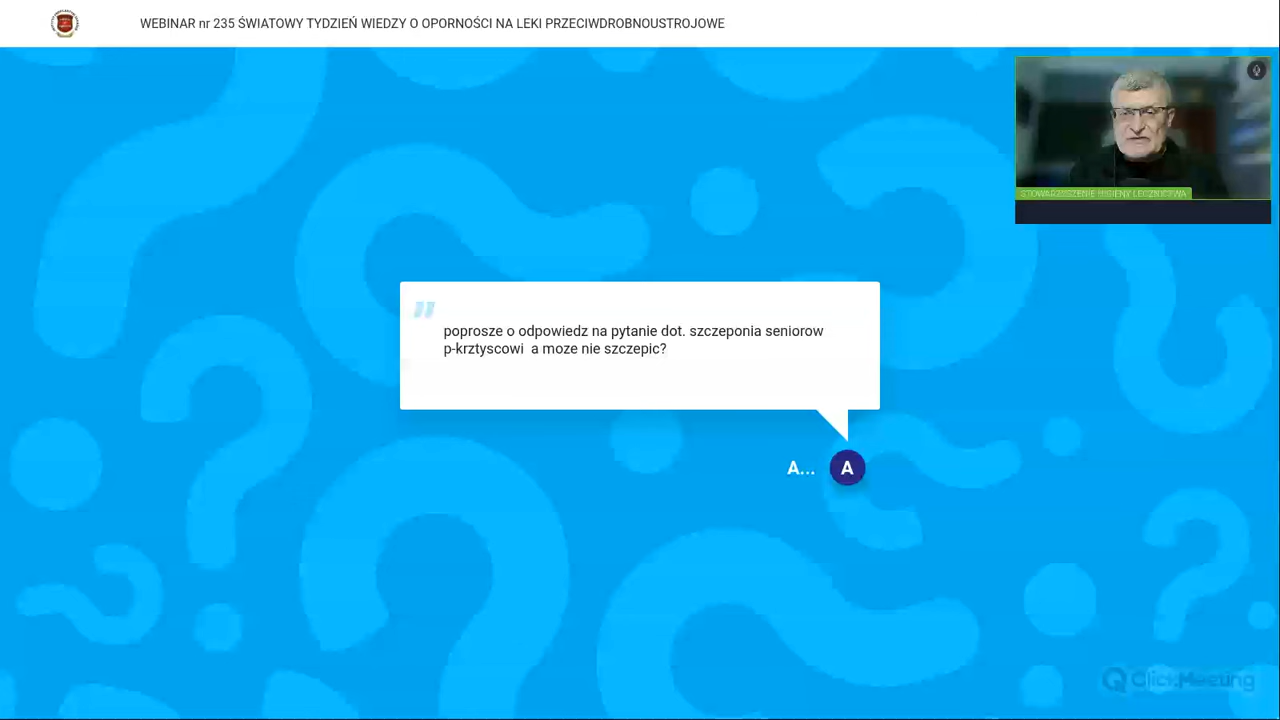 WEBINAR nr 235 ŚWIATOWY TYDZIEŃ WIEDZY O OPORNOŚCI NA LEKI PRZECIWDROBNOUSTROJOWE
STOWARZYSZENIE HIGIENY LECZNICTWA
poprosze o odpowiedz na pytanie dot. szczeponia seniorow
p-krztyscowi a moze nie szczepic?
A... A
ClickMeeting